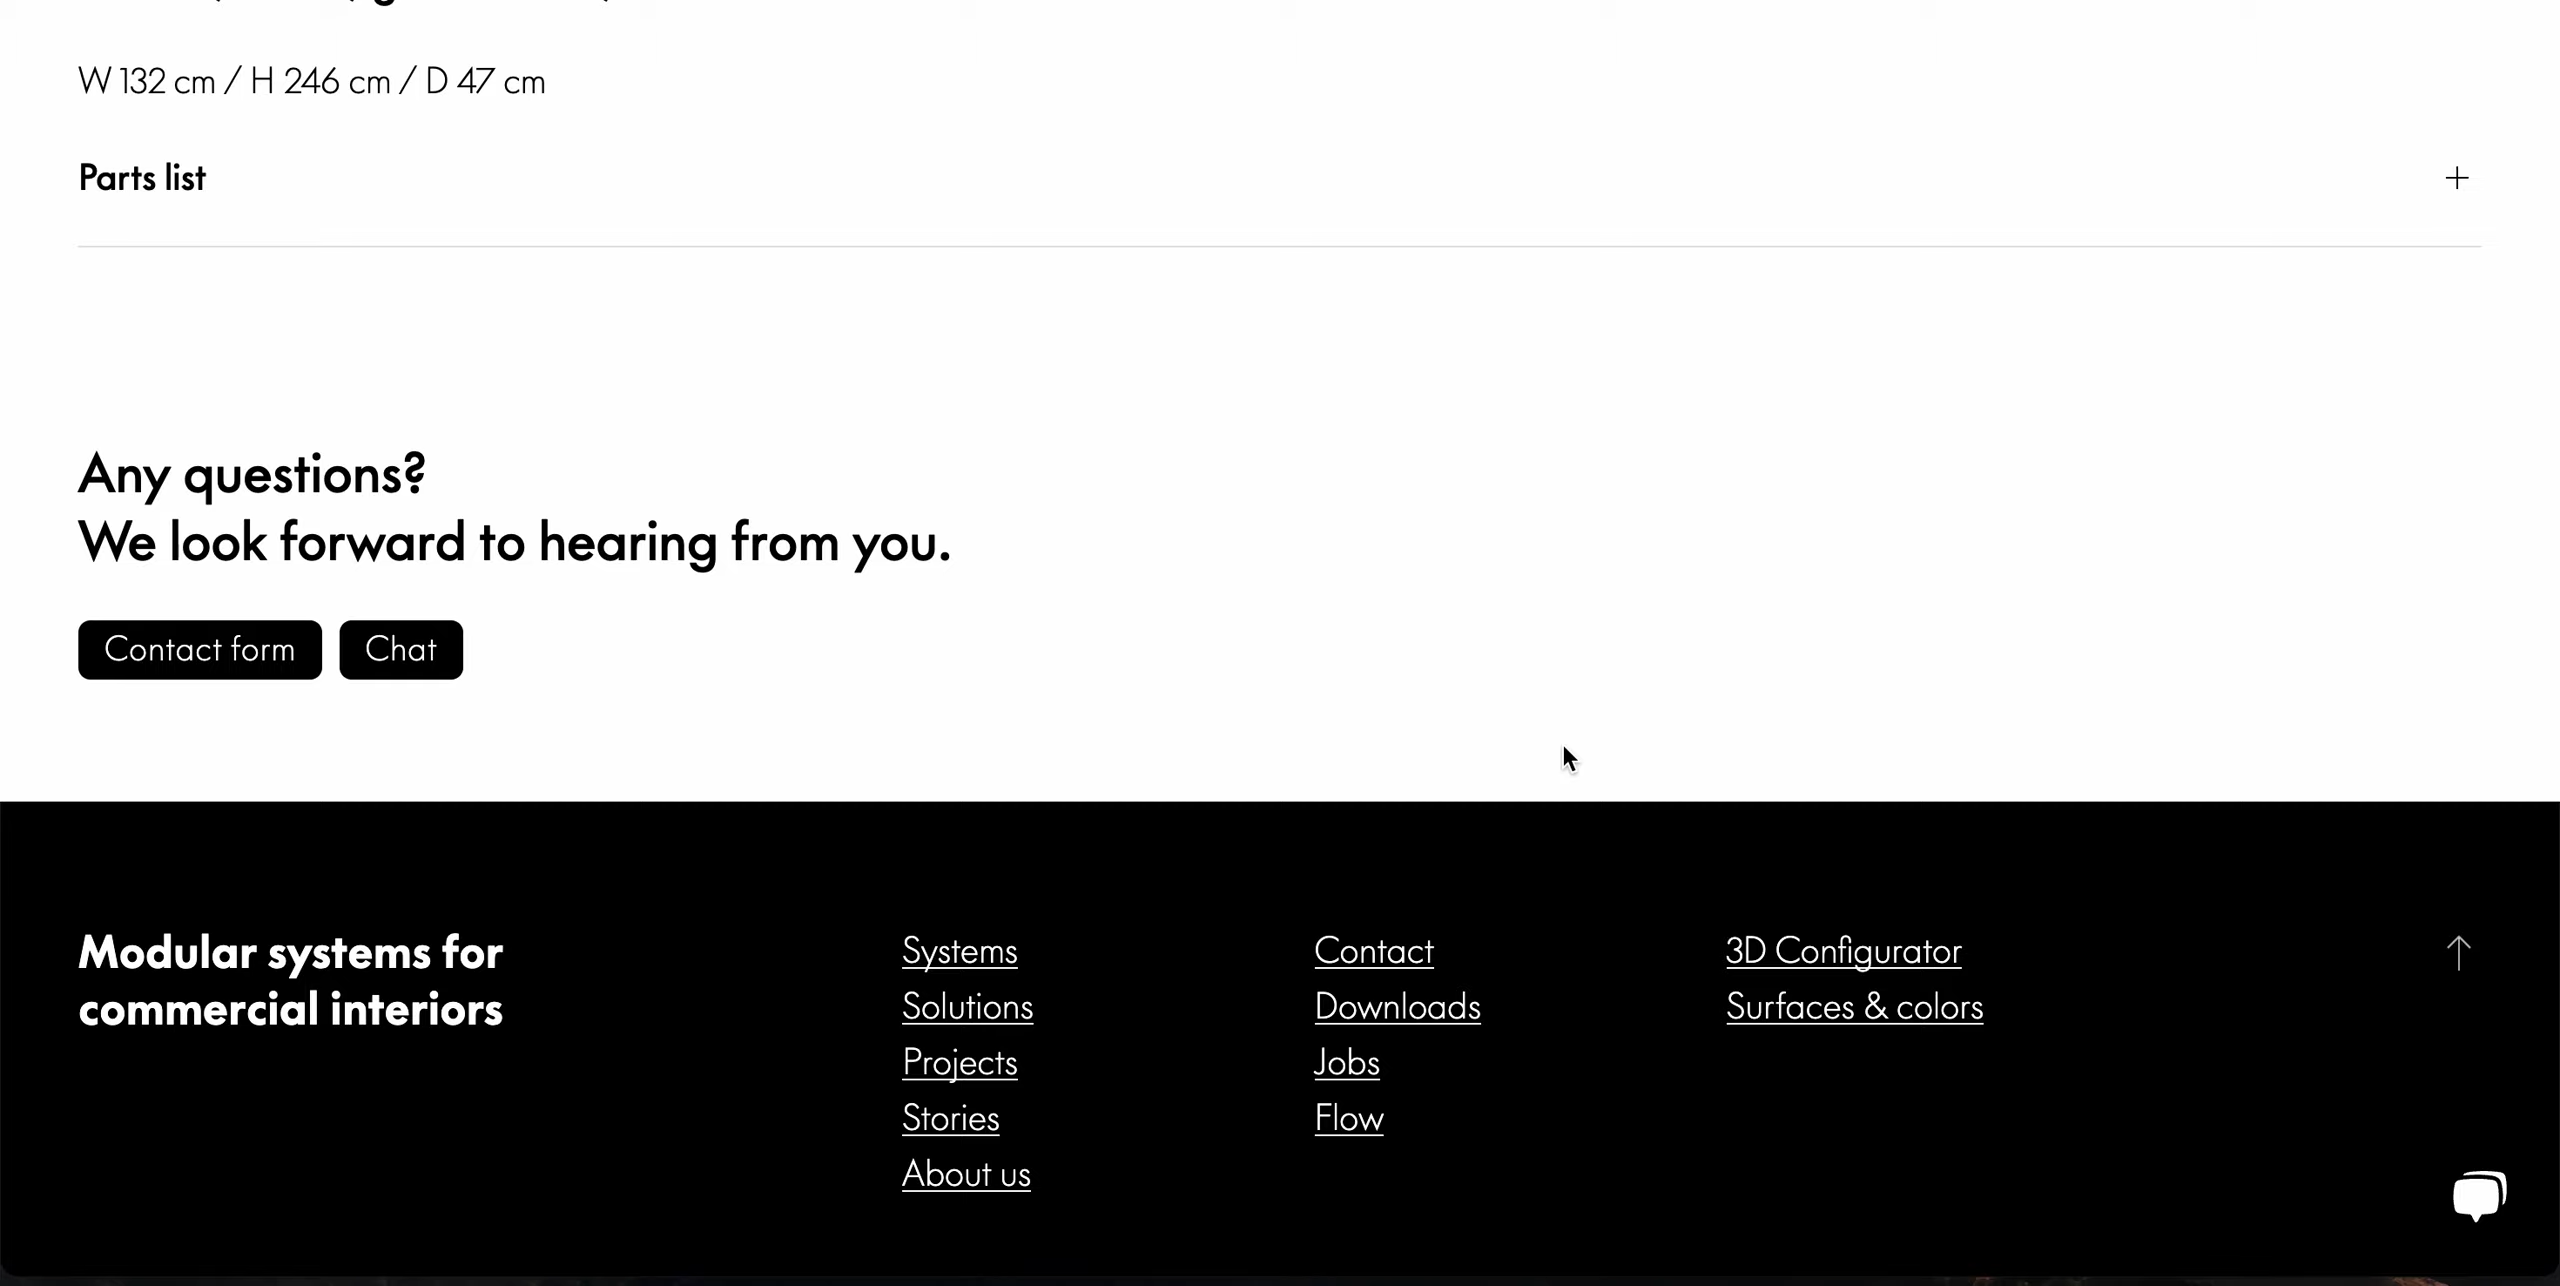 W 132 cm / H 246 cm / D 47 cm
Parts list
Any questions?
We look forward to hearing from you.
Contact form
Chat
Modular systems for
commercial interiors
Systems
Solutions
Projects
Stories
About us
Contact
Downloads
Jobs
Flow
3D Configurator
Surfaces & colors